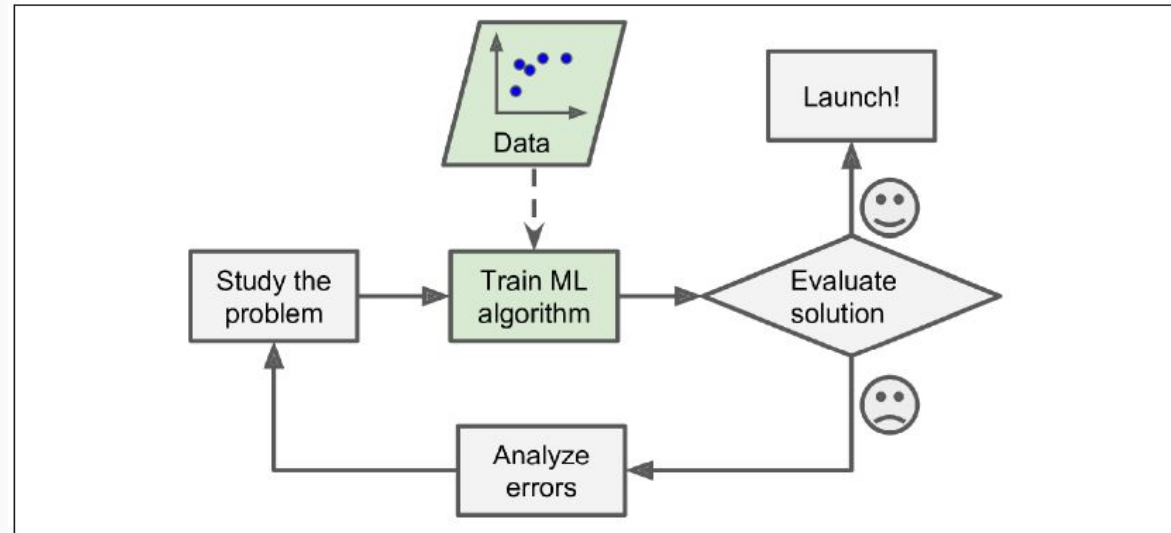 Data
Launch!
Study the
problem
Train ML
algorithm
Evaluate
solution
Analyze
errors